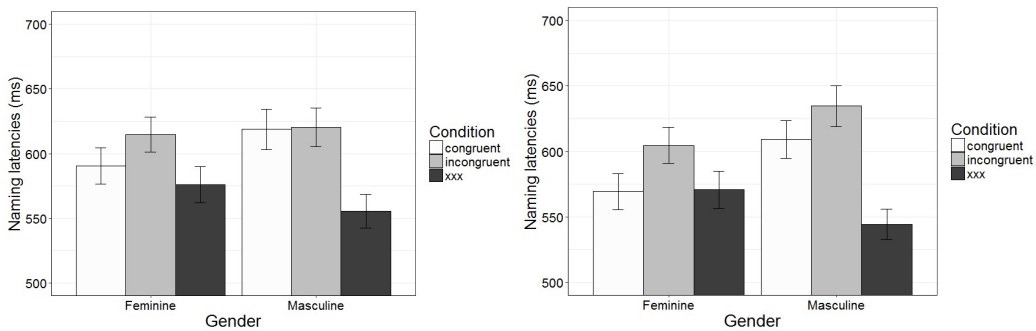 700
650
600
550
500
Naming latencies (ms)
Feminine
Masculine
Gender
Condition
congruent
incongruent
xxx
700
650
600
550
500
Naming latencies (ms)
Feminine
Masculine
Gender
Condition
congruent
incongruent
xxx